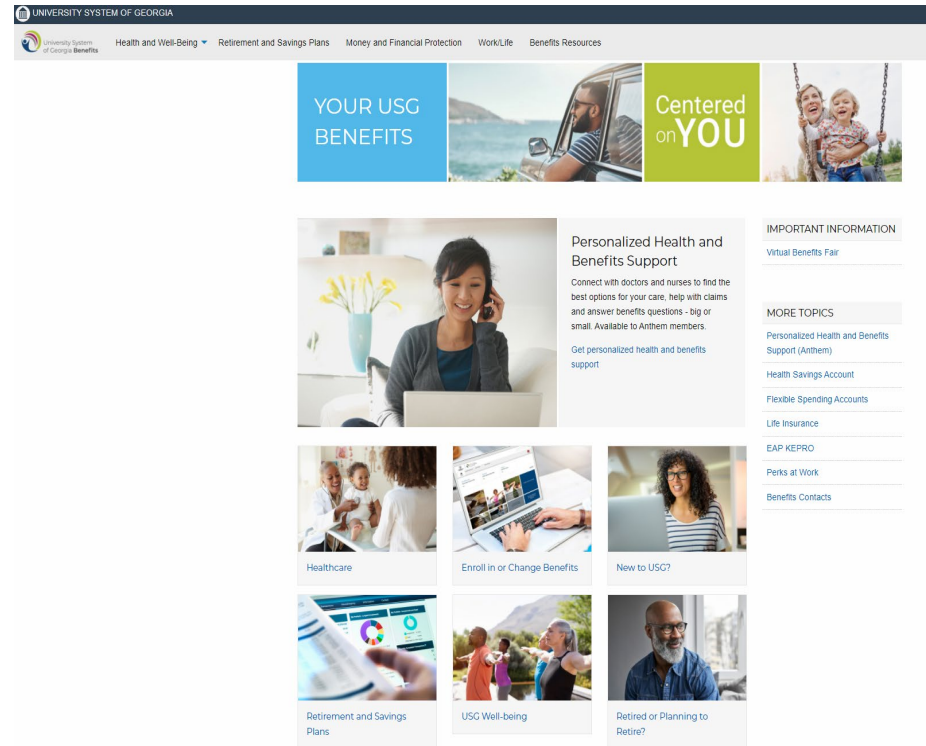 UNIVERSITY SYSTEM OF GEORGIA
University System
of Georgia Benefits
Health and Well-Being
Retirement and Savings Plans
Money and Financial Protection
Work/Life
Benefits Resources
YOUR USG
BENEFITS
Centered
on YOU
Personalized Health and
Benefits Support
Connect with doctors and nurses to find the
best options for your care, help with claims
and answer benefits questions - big or
small. Available to Anthem members.
Get personalized health and benefits
support
IMPORTANT INFORMATION
Virtual Benefits Fair
MORE TOPICS
Personalized Health and Benefits
Support (Anthem)
Health Savings Account
Flexible Spending Accounts
Life Insurance
EAP KEPRO
Perks at Work
Benefits Contacts
Healthcare
Enroll in or Change Benefits
New to USG?
Retirement and Savings
Plans
USG Well-being
Retired or Planning to
Retire?